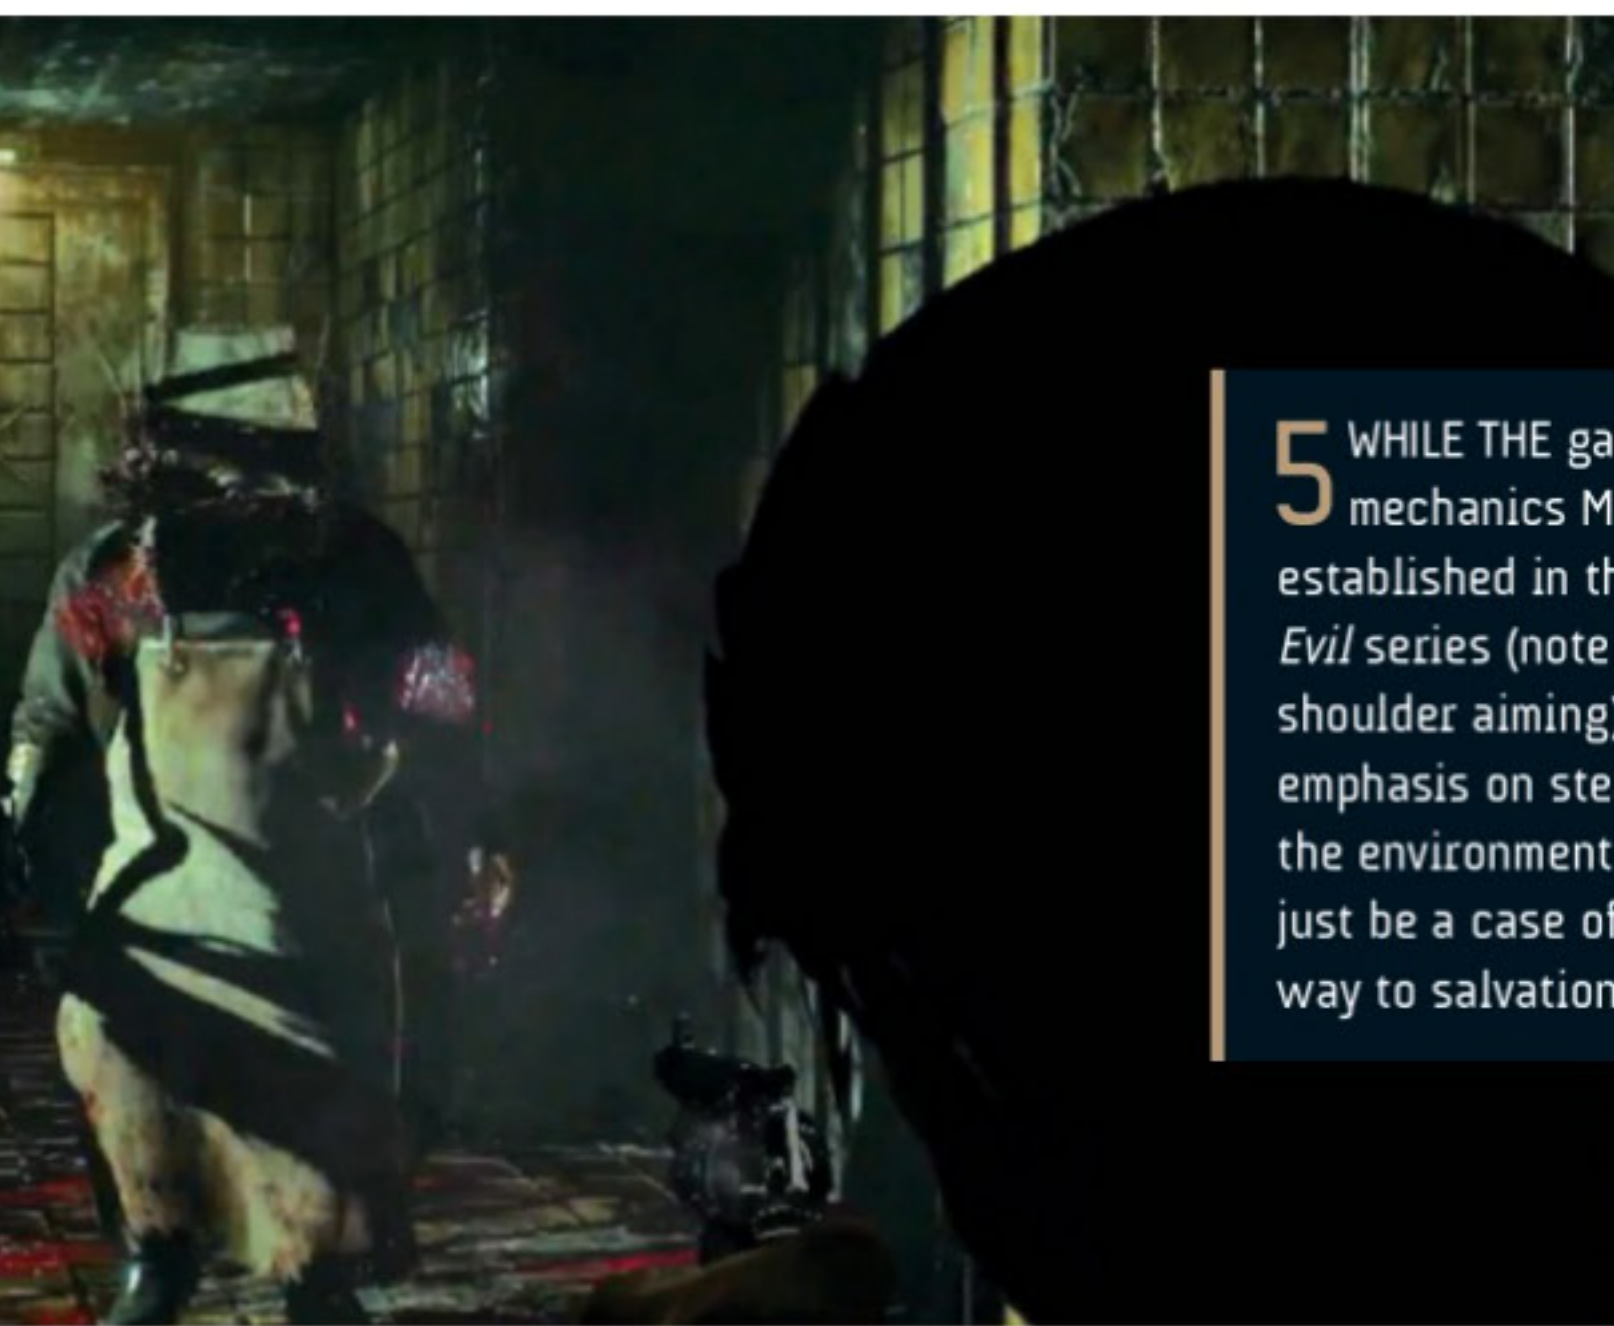 5 WHILE THE ga
mechanics M
established in th
Evil series (note
shoulder aiming)
emphasis on ste
the environment
just be a case of
way to salvation